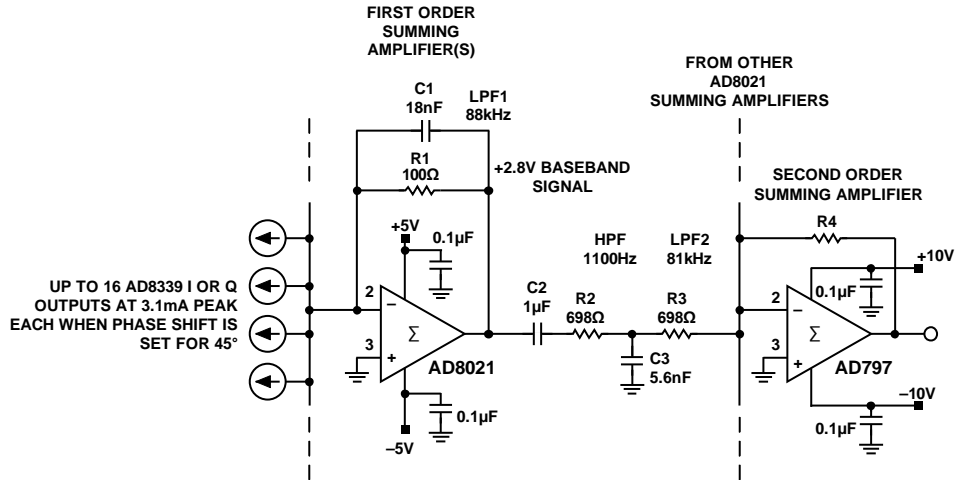 FIRST ORDER
SUMMING
AMPLIFIER(S)
C1
18nF
LPF1
88kHz
R1
100Ω
+2.8V BASEBAND
SIGNAL
FROM OTHER
AD8021
SUMMING AMPLIFIERS
SECOND ORDER
SUMMING AMPLIFIER
R4
UP TO 16 AD8339 I OR Q
OUTPUTS AT 3.1mA PEAK
EACH WHEN PHASE SHIFT IS
SET FOR 45°
+5V
0.1µF
2
–
3
+
Σ
AD8021
0.1µF
–5V
HPF
1100Hz
LPF2
81kHz
C2
1µF
R2
698Ω
R3
698Ω
C3
5.6nF
+10V
0.1µF
2
–
3
+
Σ
AD797
–10V
0.1µF